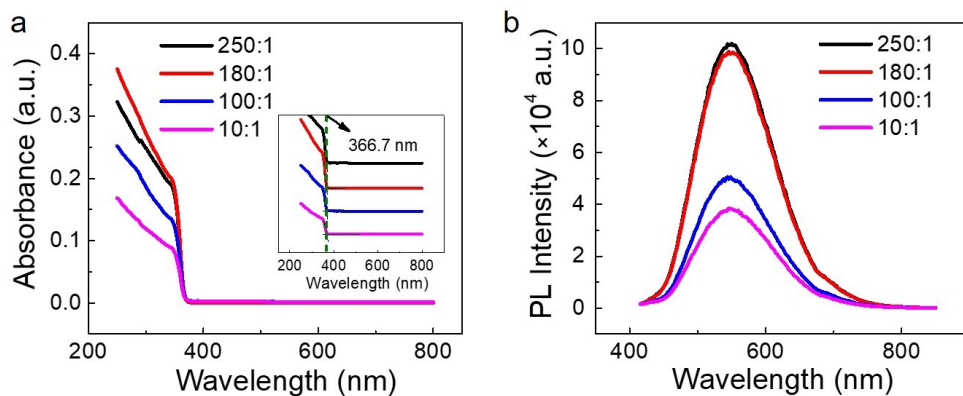 a
Absorbance (a.u.)
0.4
0.3
0.2
0.1
0.0
250:1
180:1
100:1
10:1
366.7 nm
200 400 600 800
Wavelength (nm)
200 400 600 800
Wavelength (nm)
b
PL Intensity (×10⁴ a.u.)
10
8
6
4
2
0
250:1
180:1
100:1
10:1
400 600 800
Wavelength (nm)